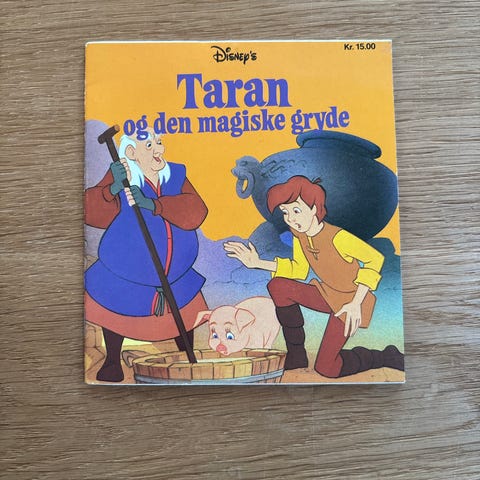 Disney's
Kr. 15.00
Taran
og den magiske gryde